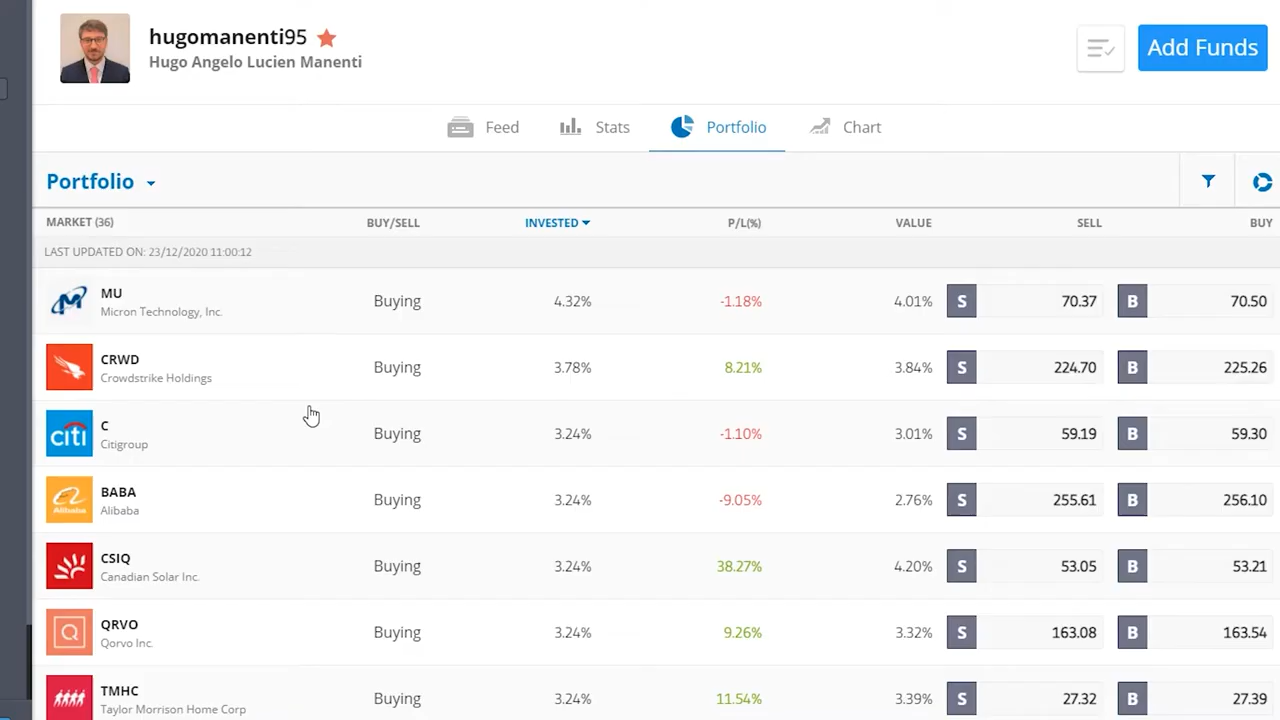 hugomanenti95
Hugo Angelo Lucien Manenti
Add Funds
Feed Stats Portfolio Chart
Portfolio
MARKET (36) BUY/SELL INVESTED P/L(%) VALUE SELL BUY
LAST UPDATED ON: 23/12/2020 11:00:12
MU
Micron Technology, Inc.
Buying 4.32% -1.18% 4.01% S 70.37 B 70.50
CRWD
Crowdstrike Holdings
Buying 3.78% 8.21% 3.84% S 224.70 B 225.26
citi
C
Citigroup
Buying 3.24% -1.10% 3.01% S 59.19 B 59.30
Alibaba
BABA
Alibaba
Buying 3.24% -9.05% 2.76% S 255.61 B 256.10
CSIQ
Canadian Solar Inc.
Buying 3.24% 38.27% 4.20% S 53.05 B 53.21
Q
QRVO
Qorvo Inc.
Buying 3.24% 9.26% 3.32% S 163.08 B 163.54
TMHC
Taylor Morrison Home Corp
Buying 3.24% 11.54% 3.39% S 27.32 B 27.39